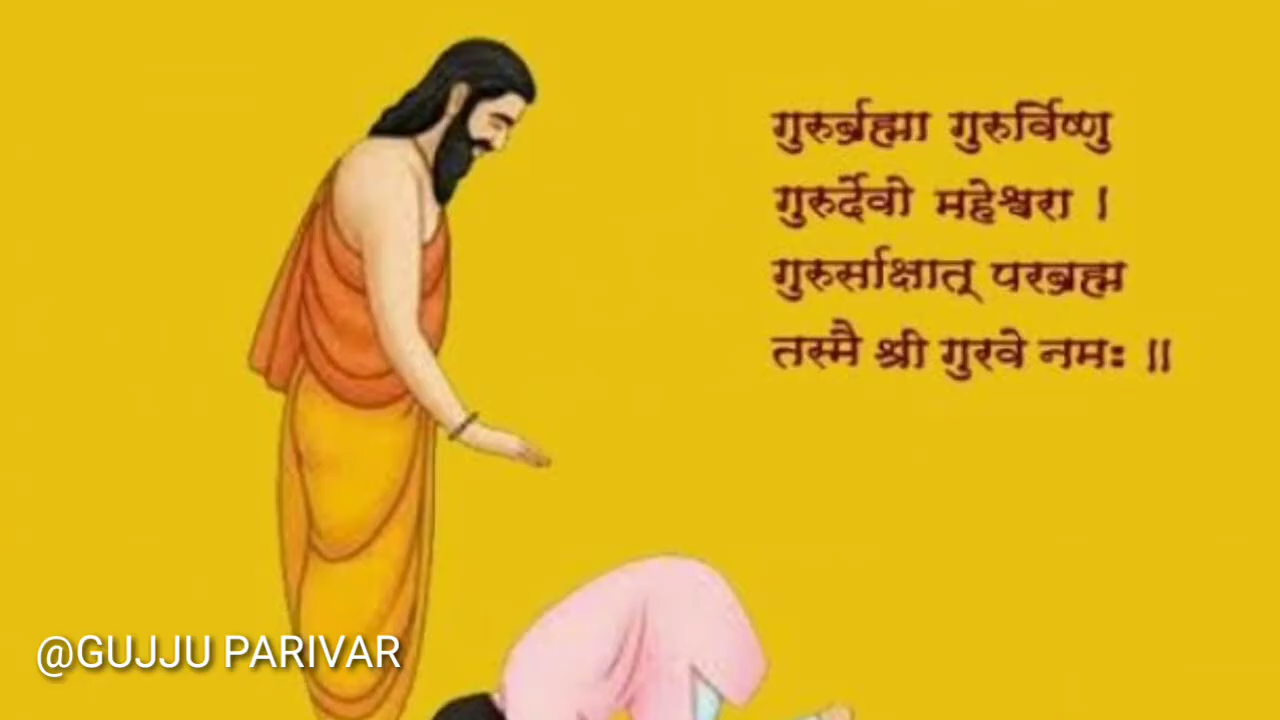 गुरुर्ब्रह्मा गुरुर्विष्णु
गुरुर्देवो महेश्वरा ।
गुरुर्साक्षात् परब्रह्म
तस्मै श्री गुरवे नमः ॥
@GUJJU PARIVAR